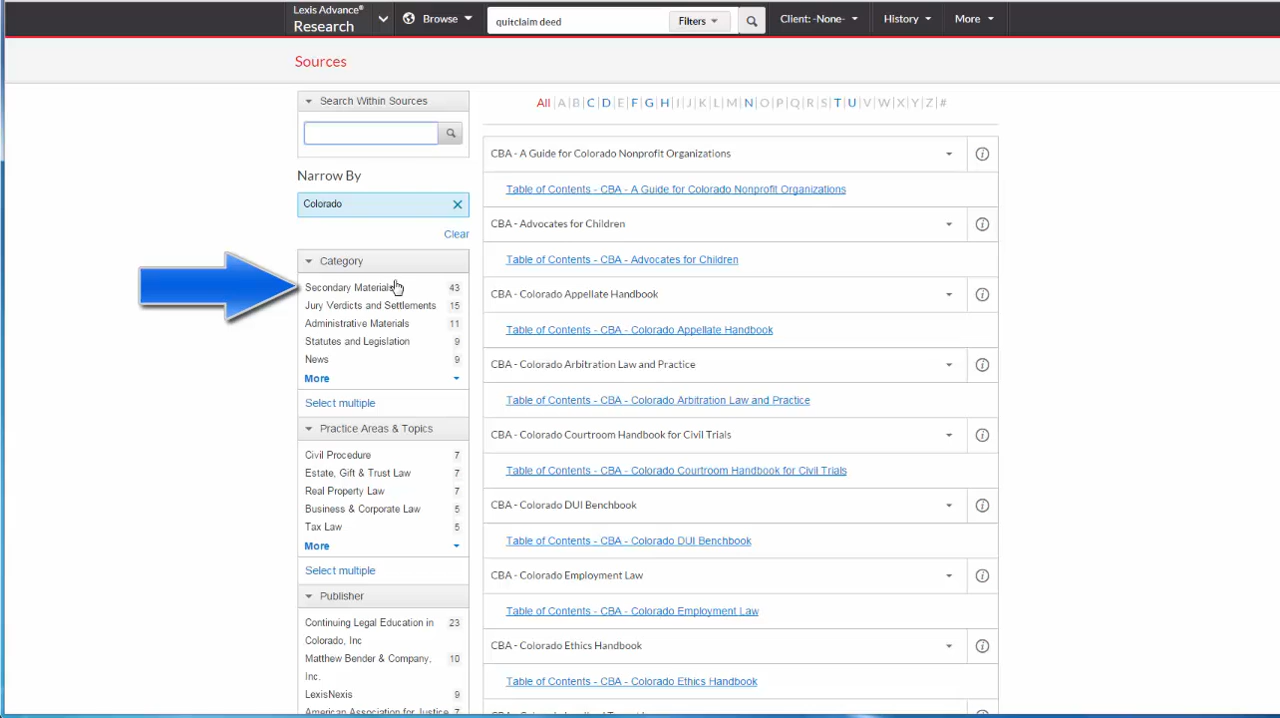 Lexis Advance®
Research
Browse
quitclaim deed
Filters
Client: -None-
History
More
Sources
Search Within Sources
Narrow By
Colorado
Clear
Category
Secondary Materials 43
Jury Verdicts and Settlements 15
Administrative Materials 11
Statutes and Legislation 9
News 9
More
Select multiple
Practice Areas & Topics
Civil Procedure 7
Estate, Gift & Trust Law 7
Real Property Law 7
Business & Corporate Law 5
Tax Law 5
More
Select multiple
Publisher
Continuing Legal Education in 23
Colorado, Inc
Matthew Bender & Company, 10
Inc.
LexisNexis 9
American Association for Justice 7
All | A | B | C | D | E | F | G | H | I | J | K | L | M | N | O | P | Q | R | S | T | U | V | W | X | Y | Z | #
CBA - A Guide for Colorado Nonprofit Organizations
Table of Contents - CBA - A Guide for Colorado Nonprofit Organizations
CBA - Advocates for Children
Table of Contents - CBA - Advocates for Children
CBA - Colorado Appellate Handbook
Table of Contents - CBA - Colorado Appellate Handbook
CBA - Colorado Arbitration Law and Practice
Table of Contents - CBA - Colorado Arbitration Law and Practice
CBA - Colorado Courtroom Handbook for Civil Trials
Table of Contents - CBA - Colorado Courtroom Handbook for Civil Trials
CBA - Colorado DUI Benchbook
Table of Contents - CBA - Colorado DUI Benchbook
CBA - Colorado Employment Law
Table of Contents - CBA - Colorado Employment Law
CBA - Colorado Ethics Handbook
Table of Contents - CBA - Colorado Ethics Handbook